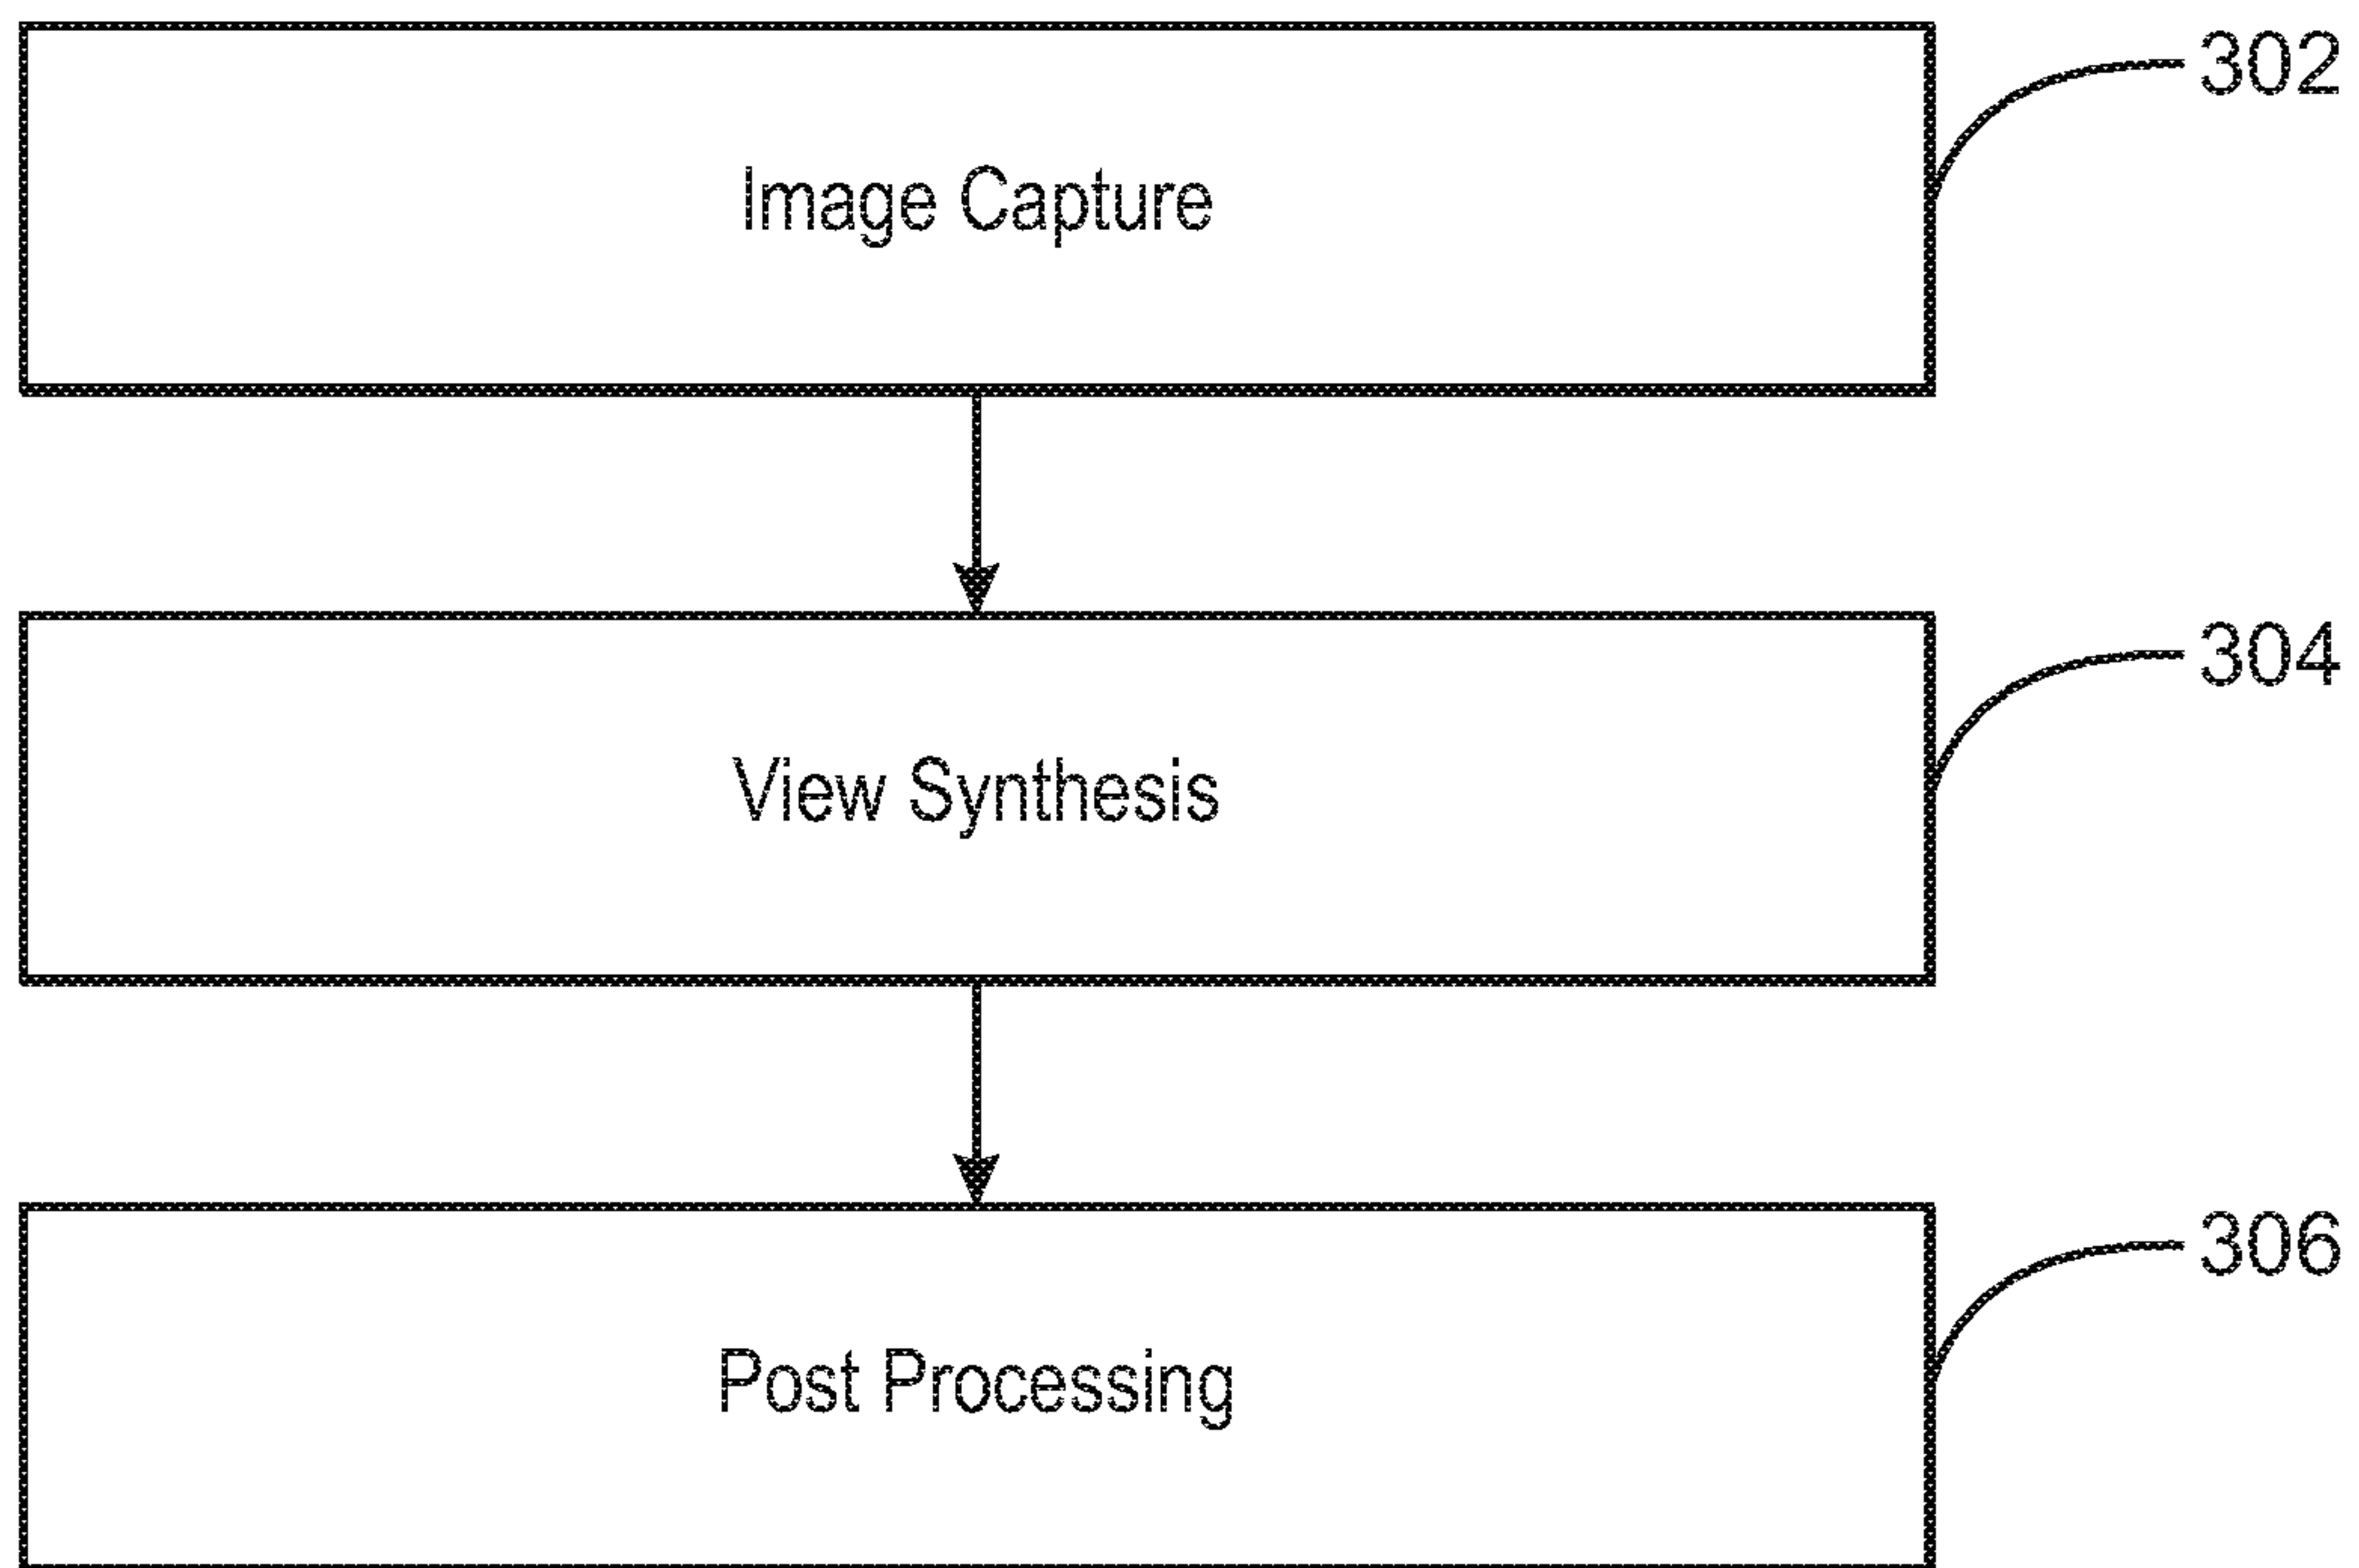 Image Capture
302
View Synthesis
304
Post Processing
306